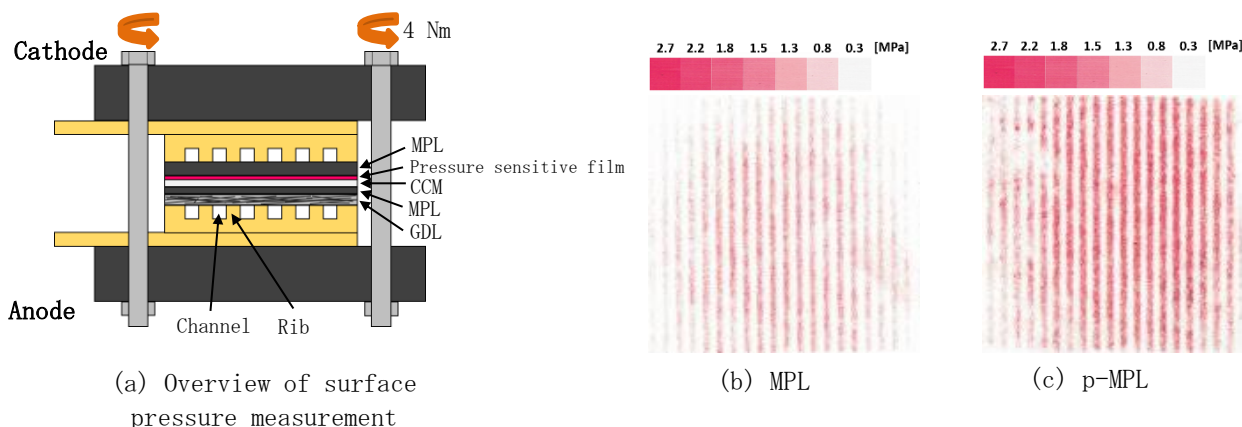 4 Nm
Cathode
MPL
Pressure sensitive film
CCM
MPL
GDL
Anode
Channel
Rib
(a) Overview of surface
pressure measurement
2.7 2.2 1.8 1.5 1.3 0.8 0.3 [MPa]
(b) MPL
2.7 2.2 1.8 1.5 1.3 0.8 0.3 [MPa]
(c) p-MPL